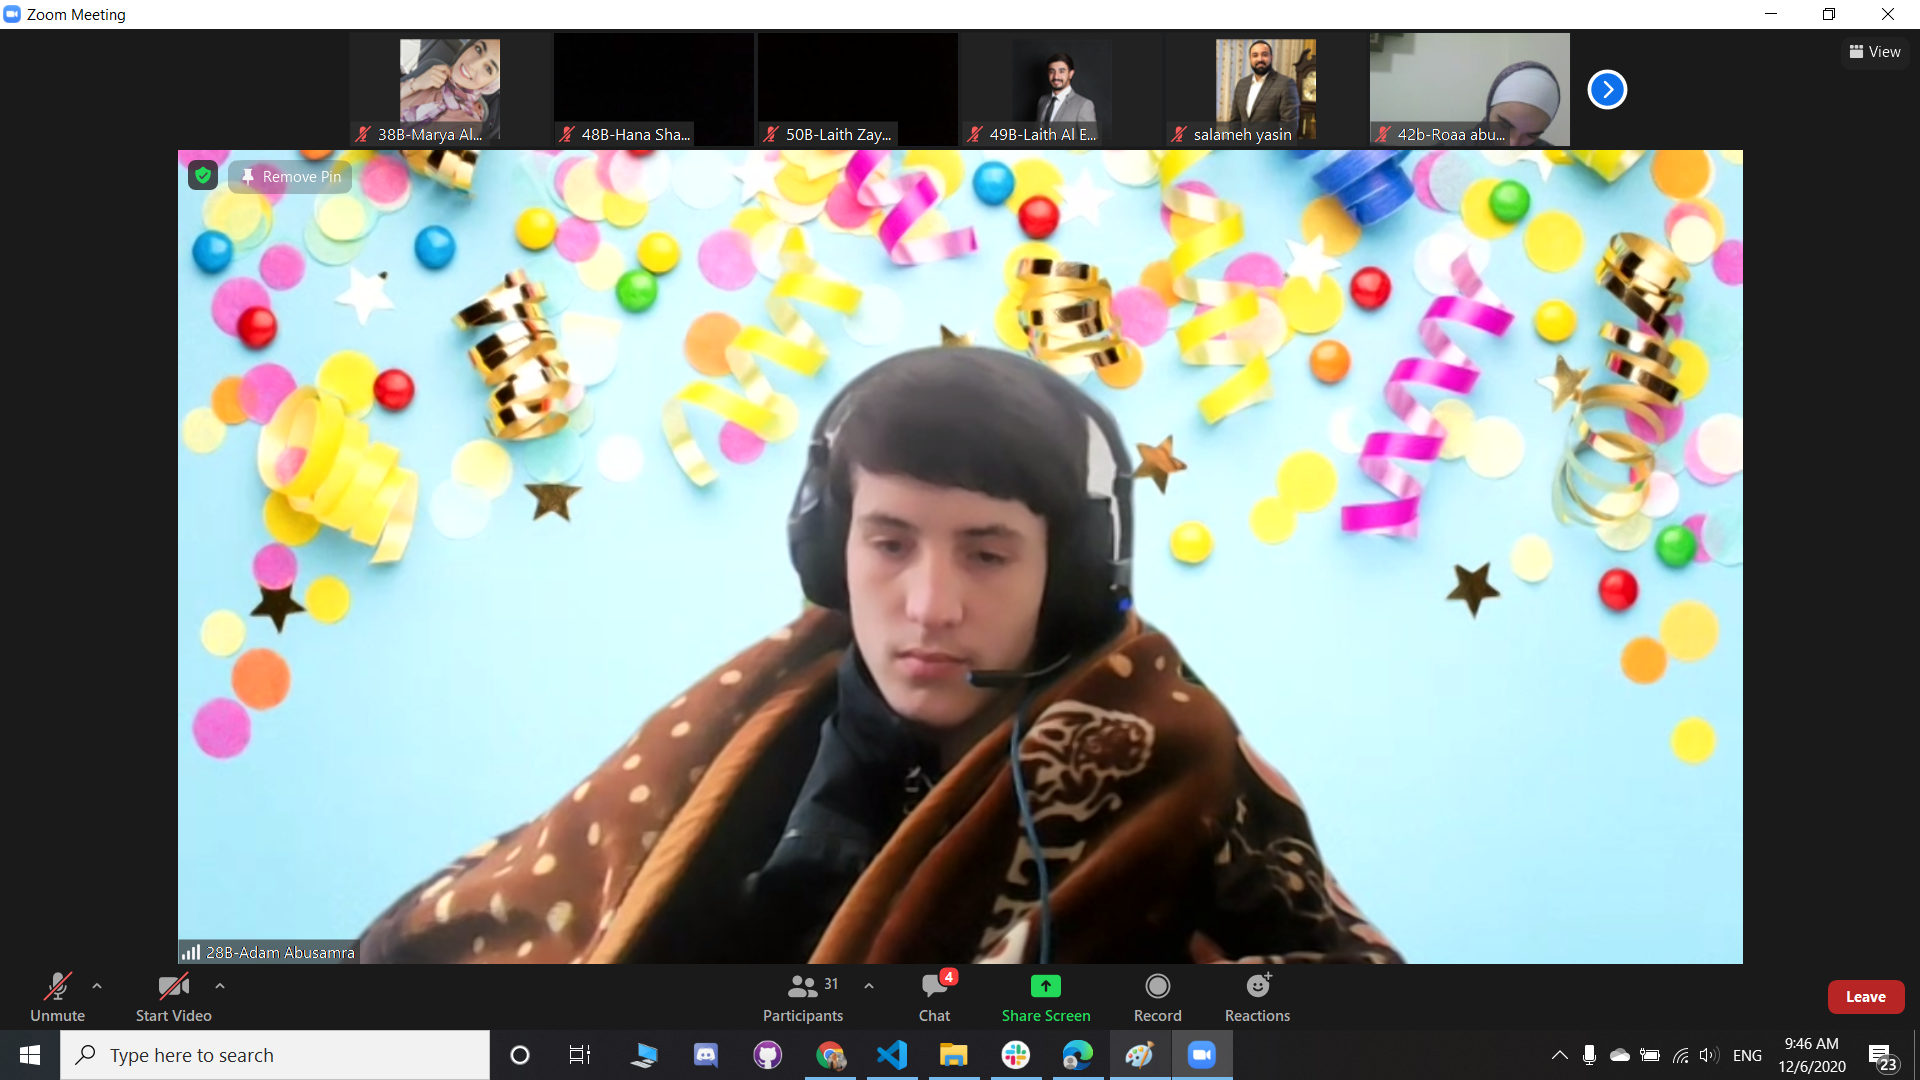 Zoom Meeting
View
38B-Marya Al...
48B-Hana Sha...
50B-Laith Zay...
49B-Laith Al E...
salameh yasin
42b-Roaa abu...
Remove Pin
28B-Adam Abusamra
Unmute
Start Video
31
Participants
4
Chat
Share Screen
Record
Reactions
Leave
Type here to search
ENG
9:46 AM
12/6/2020
23